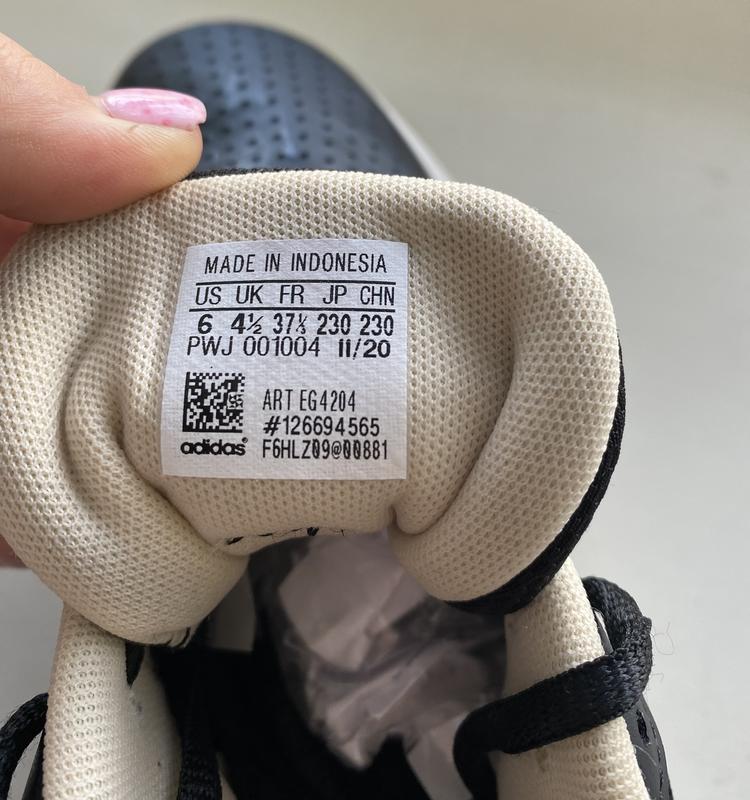 MADE IN INDONESIA
US UK FR JP CHN
6 4½ 37⅓ 230 230
PWJ 001004 11/20
ART EG4204
#126694565
adidas®
F6HLZ09@00881